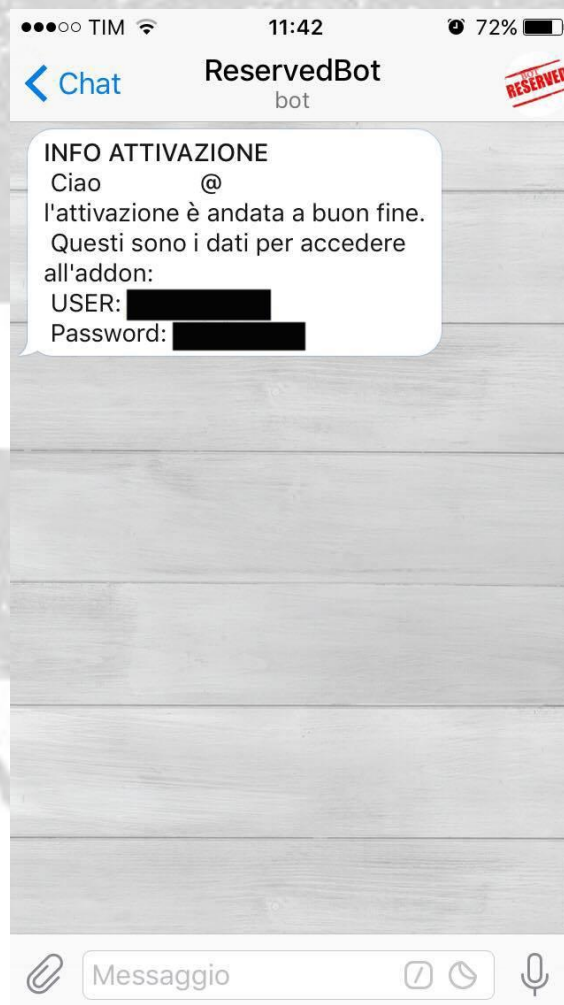 TIM
11:42
72%
Chat
ReservedBot
bot
RESERVED
INFO ATTIVAZIONE
Ciao @
l'attivazione è andata a buon fine.
Questi sono i dati per accedere
all'addon:
USER:
Password:
Messaggio